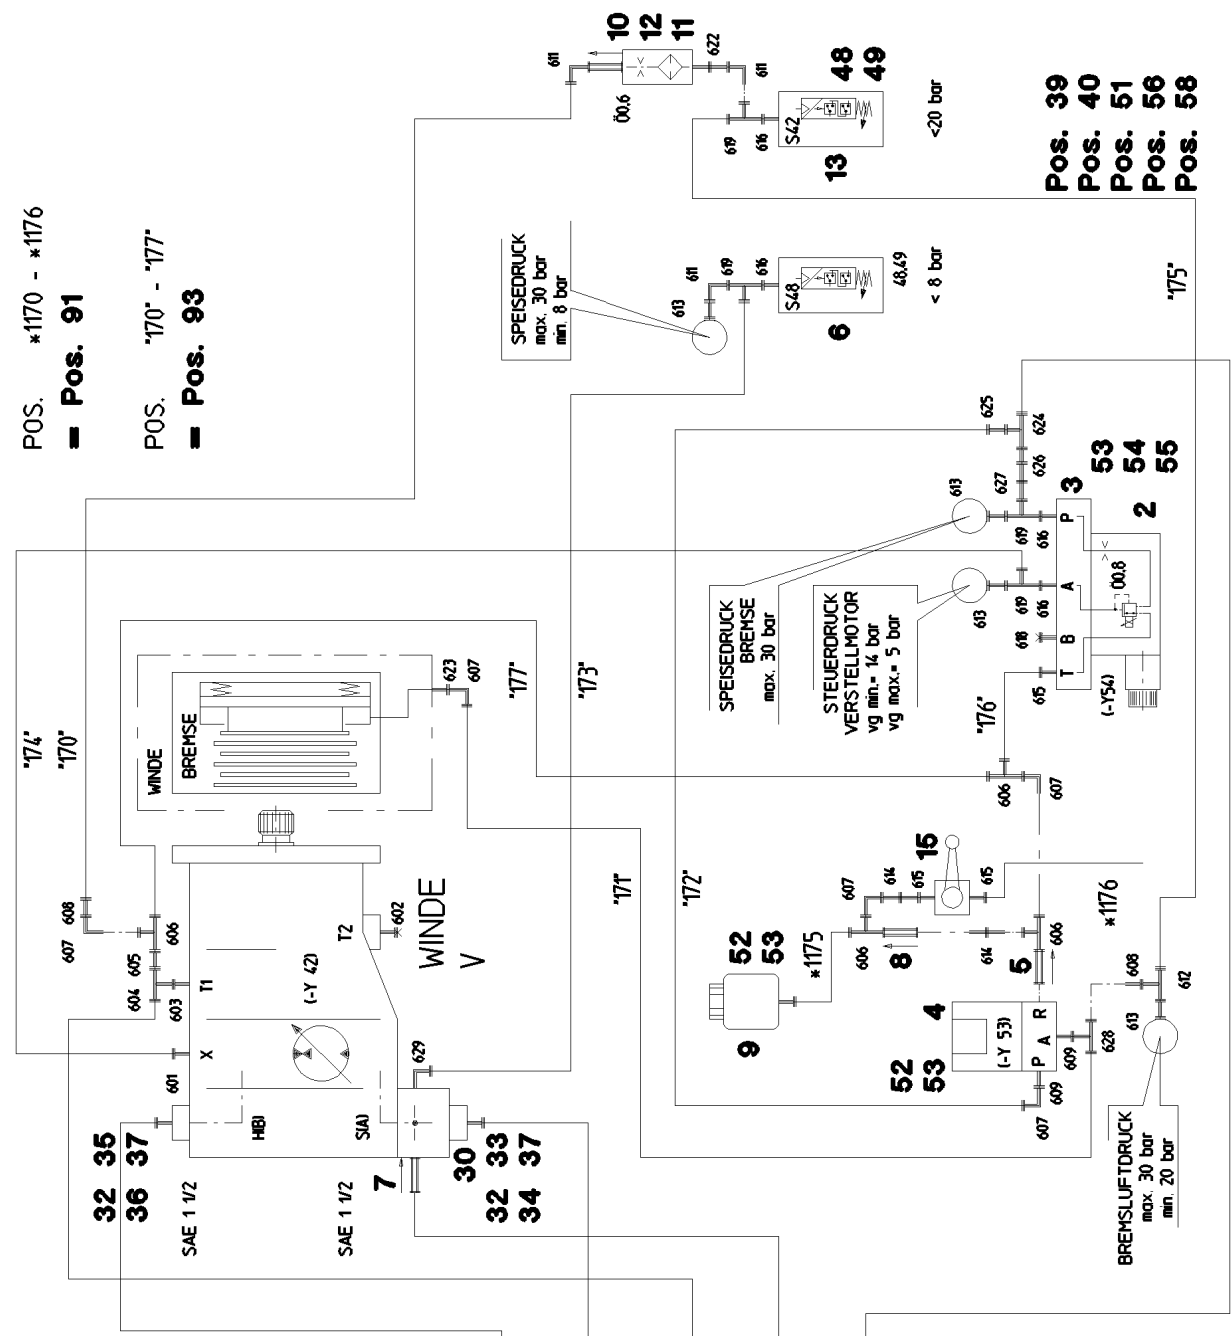 POS. *1170 - *1176
= Pos. 91
POS. "170" - "177"
= Pos. 93
611
10
12
11
622
611
Ö0.6
619
616
S42
48
49
13
<20 bar
Pos. 39
Pos. 40
Pos. 51
Pos. 56
Pos. 58
SPEISEDRUCK
max. 30 bar
min. 8 bar
613
611
619
616
S48
48,49
6
< 8 bar
"175"
625
624
626
627
613
619
616
P
3
53
54
55
2
SPEISEDRUCK
BREMSE
max. 30 bar
613
619
616
A
Ö0.8
618
B
615
T
(-Y54)
STEUERDRUCK
VERSTELLMOTOR
vg min.= 14 bar
vg max.= 5 bar
"176"
"174"
"170"
WINDE
BREMSE
623
607
"177"
"173"
606
607
"171"
"172"
607
614
615
15
615
608
607
606
605
604
603
T1
T2
602
(-Y 42)
WINDE
V
X
601
629
H(B)
S(A)
30
7
32 35
36 37
32 33
34 37
SAE 1 1/2
SAE 1 1/2
52
53
*1175
9
606
8
614
5
606
*1176
4
(-Y 53)
P A R
52
53
609
607
609
628
608
612
613
BREMSLUFTDRUCK
max. 30 bar
min. 20 bar